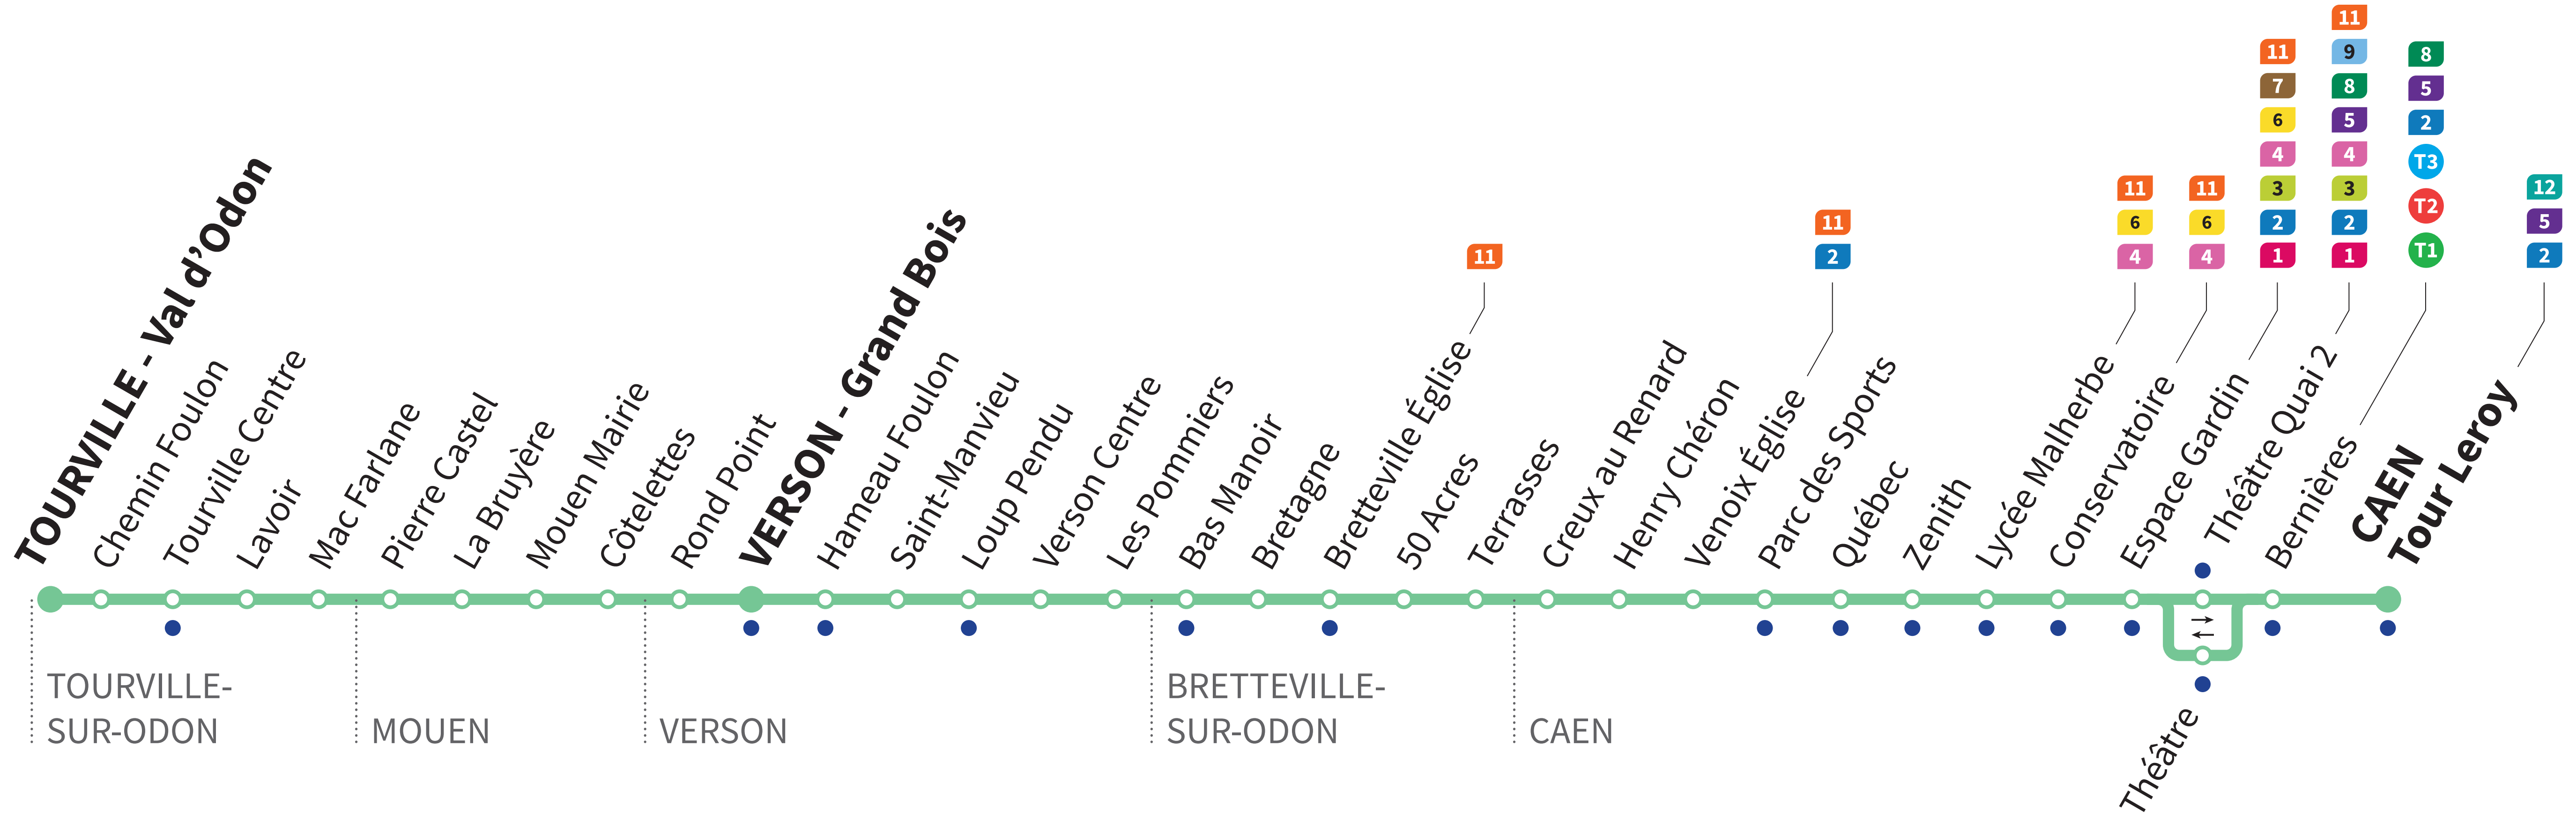 TOURVILLE - Val d’Odon
Chemin Foulon
Tourville Centre
Lavoir
Mac Farlane
Pierre Castel
La Bruyère
Mouen Mairie
Côtelettes
Rond Point
VERSON - Grand Bois
Hameau Foulon
Saint-Manvieu
Loup Pendu
Verson Centre
Les Pommiers
Bas Manoir
Bretagne
Bretteville Église
11
50 Acres
Terrasses
Creux au Renard
Henry Chéron
Venoix Église
11
2
Parc des Sports
Québec
Zenith
Lycée Malherbe
11
6
4
Conservatoire
11
6
4
Espace Gardin
11
7
6
4
3
2
1
Théâtre Quai 2
11
9
8
5
4
3
2
1
Bernières
8
5
2
T3
T2
T1
CAEN
Tour Leroy
12
5
2
Théâtre
TOURVILLE-
SUR-ODON
MOUEN
VERSON
BRETTEVILLE-
SUR-ODON
CAEN